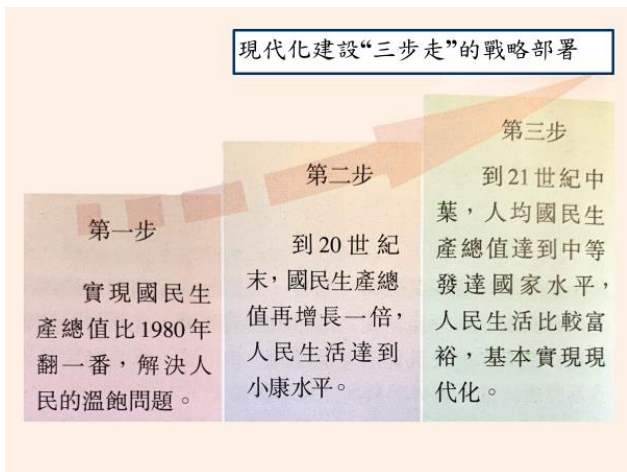 現代化建設“三步走”的戰略部署
第一步
實現國民生
產總值比1980年
翻一番，解決人
民的溫飽問題。
第二步
到20世紀
末，國民生產總
值再增長一倍，
人民生活達到
小康水平。
第三步
到21世紀中
葉，人均國民生
產總值達到中等
發達國家水平，
人民生活比較富
裕，基本實現現
代化。